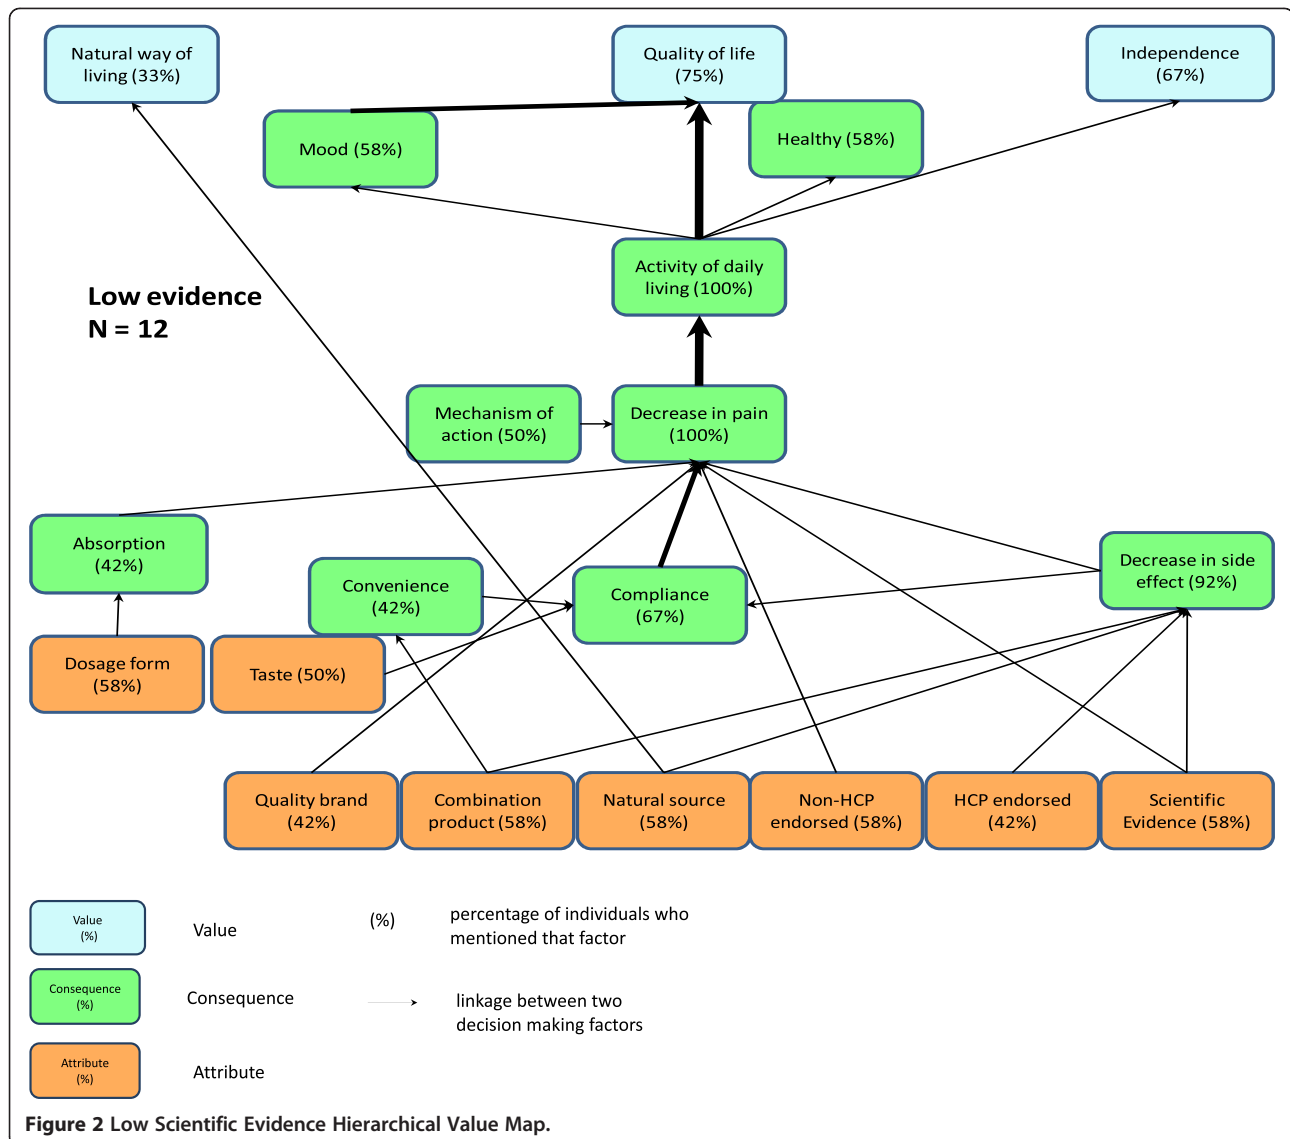 Natural way of
living (33%)
Quality of life
(75%)
Independence
(67%)
Mood (58%)
Healthy (58%)
Activity of daily
living (100%)
Low evidence
N = 12
Mechanism of
action (50%)
Decrease in pain
(100%)
Absorption
(42%)
Convenience
(42%)
Compliance
(67%)
Decrease in side
effect (92%)
Dosage form
(58%)
Taste (50%)
Quality brand
(42%)
Combination
product (58%)
Natural source
(58%)
Non-HCP
endorsed (58%)
HCP endorsed
(42%)
Scientific
Evidence (58%)
Value
(%)
Value
(%)
percentage of individuals who
mentioned that factor
Consequence
(%)
Consequence
linkage between two
decision making factors
Attribute
(%)
Attribute
Figure 2 Low Scientific Evidence Hierarchical Value Map.